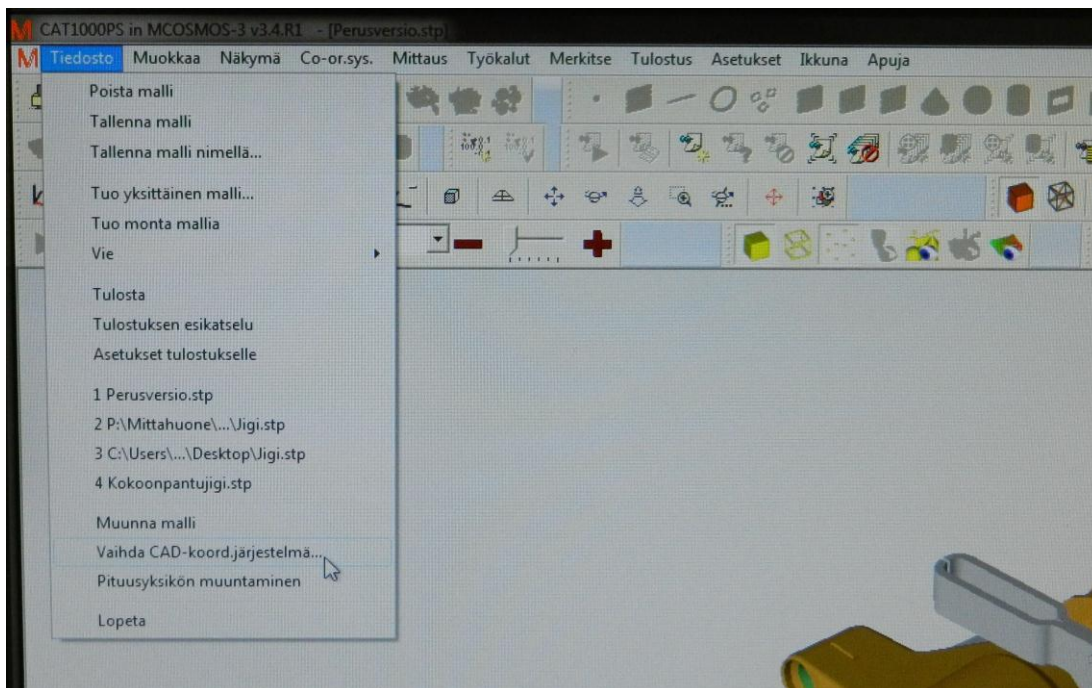 CAT1000PS in MCOSMOS-3 v3.4.R1 - [Perusversio.stp]
Tiedosto Muokkaa Näkymä Co-or.sys. Mittaus Työkalut Merkitse Tulostus Asetukset Ikkuna Apuja
Poista malli
Tallenna malli
Tallenna malli nimellä...
Tuo yksittäinen malli...
Tuo monta mallia
Vie
Tulosta
Tulostuksen esikatselu
Asetukset tulostukselle
1 Perusversio.stp
2 P:\Mittahuone\...\Jigi.stp
3 C:\Users\...\Desktop\Jigi.stp
4 Kokoonpantujigi.stp
Muunna malli
Vaihda CAD-koord.järjestelmä...
Pituusyksikön muuntaminen
Lopeta